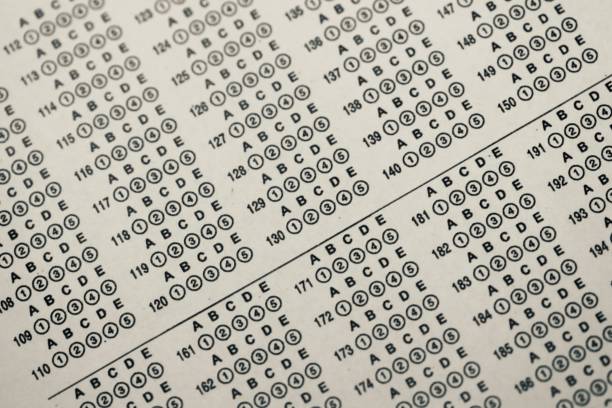 A B C D E
109 ① ② ③ ④ ⑤
A B C D E
110 ① ② ③ ④ ⑤
112 ① ② ③ ④ ⑤
A B C D E
113 ① ② ③ ④ ⑤
A B C D E
114 ① ② ③ ④ ⑤
A B C D E
115 ① ② ③ ④ ⑤
A B C D E
116 ① ② ③ ④ ⑤
A B C D E
117 ① ② ③ ④ ⑤
A B C D E
118 ① ② ③ ④ ⑤
A B C D E
119 ① ② ③ ④ ⑤
A B C D E
120 ① ② ③ ④ ⑤
123 ① ② ③ ④ ⑤
A B C D E
124 ① ② ③ ④ ⑤
A B C D E
125 ① ② ③ ④ ⑤
A B C D E
126 ① ② ③ ④ ⑤
A B C D E
127 ① ② ③ ④ ⑤
A B C D E
128 ① ② ③ ④ ⑤
A B C D E
129 ① ② ③ ④ ⑤
A B C D E
130 ① ② ③ ④ ⑤
135 ① ② ③ ④ ⑤
A B C D E
136 ① ② ③ ④ ⑤
A B C D E
137 ① ② ③ ④ ⑤
A B C D E
138 ① ② ③ ④ ⑤
A B C D E
139 ① ② ③ ④ ⑤
A B C D E
140 ① ② ③ ④ ⑤
147 ① ② ③ ④ ⑤
A B C D E
148 ① ② ③ ④ ⑤
A B C D E
149 ① ② ③ ④ ⑤
A B C D E
150 ① ② ③ ④ ⑤
A B C D E
① ② ③ ④ ⑤
A B C D E
161 ① ② ③ ④ ⑤
A B C D E
162 ① ② ③ ④ ⑤
A B C D E
171 ① ② ③ ④ ⑤
A B C D E
172 ① ② ③ ④ ⑤
A B C D E
173 ① ② ③ ④ ⑤
A B C D E
174 ① ② ③ ④ ⑤
A B C D E
181 ① ② ③ ④ ⑤
A B C D E
182 ① ② ③ ④ ⑤
A B C D E
183 ① ② ③ ④ ⑤
A B C D E
184 ① ② ③ ④ ⑤
A B C D E
185 ① ② ③ ④ ⑤
A B C D E
186 ① ② ③
A B C D E
191 ① ② ③ ④
A B C D
192 ① ② ③
A B C
193 ①
A
194